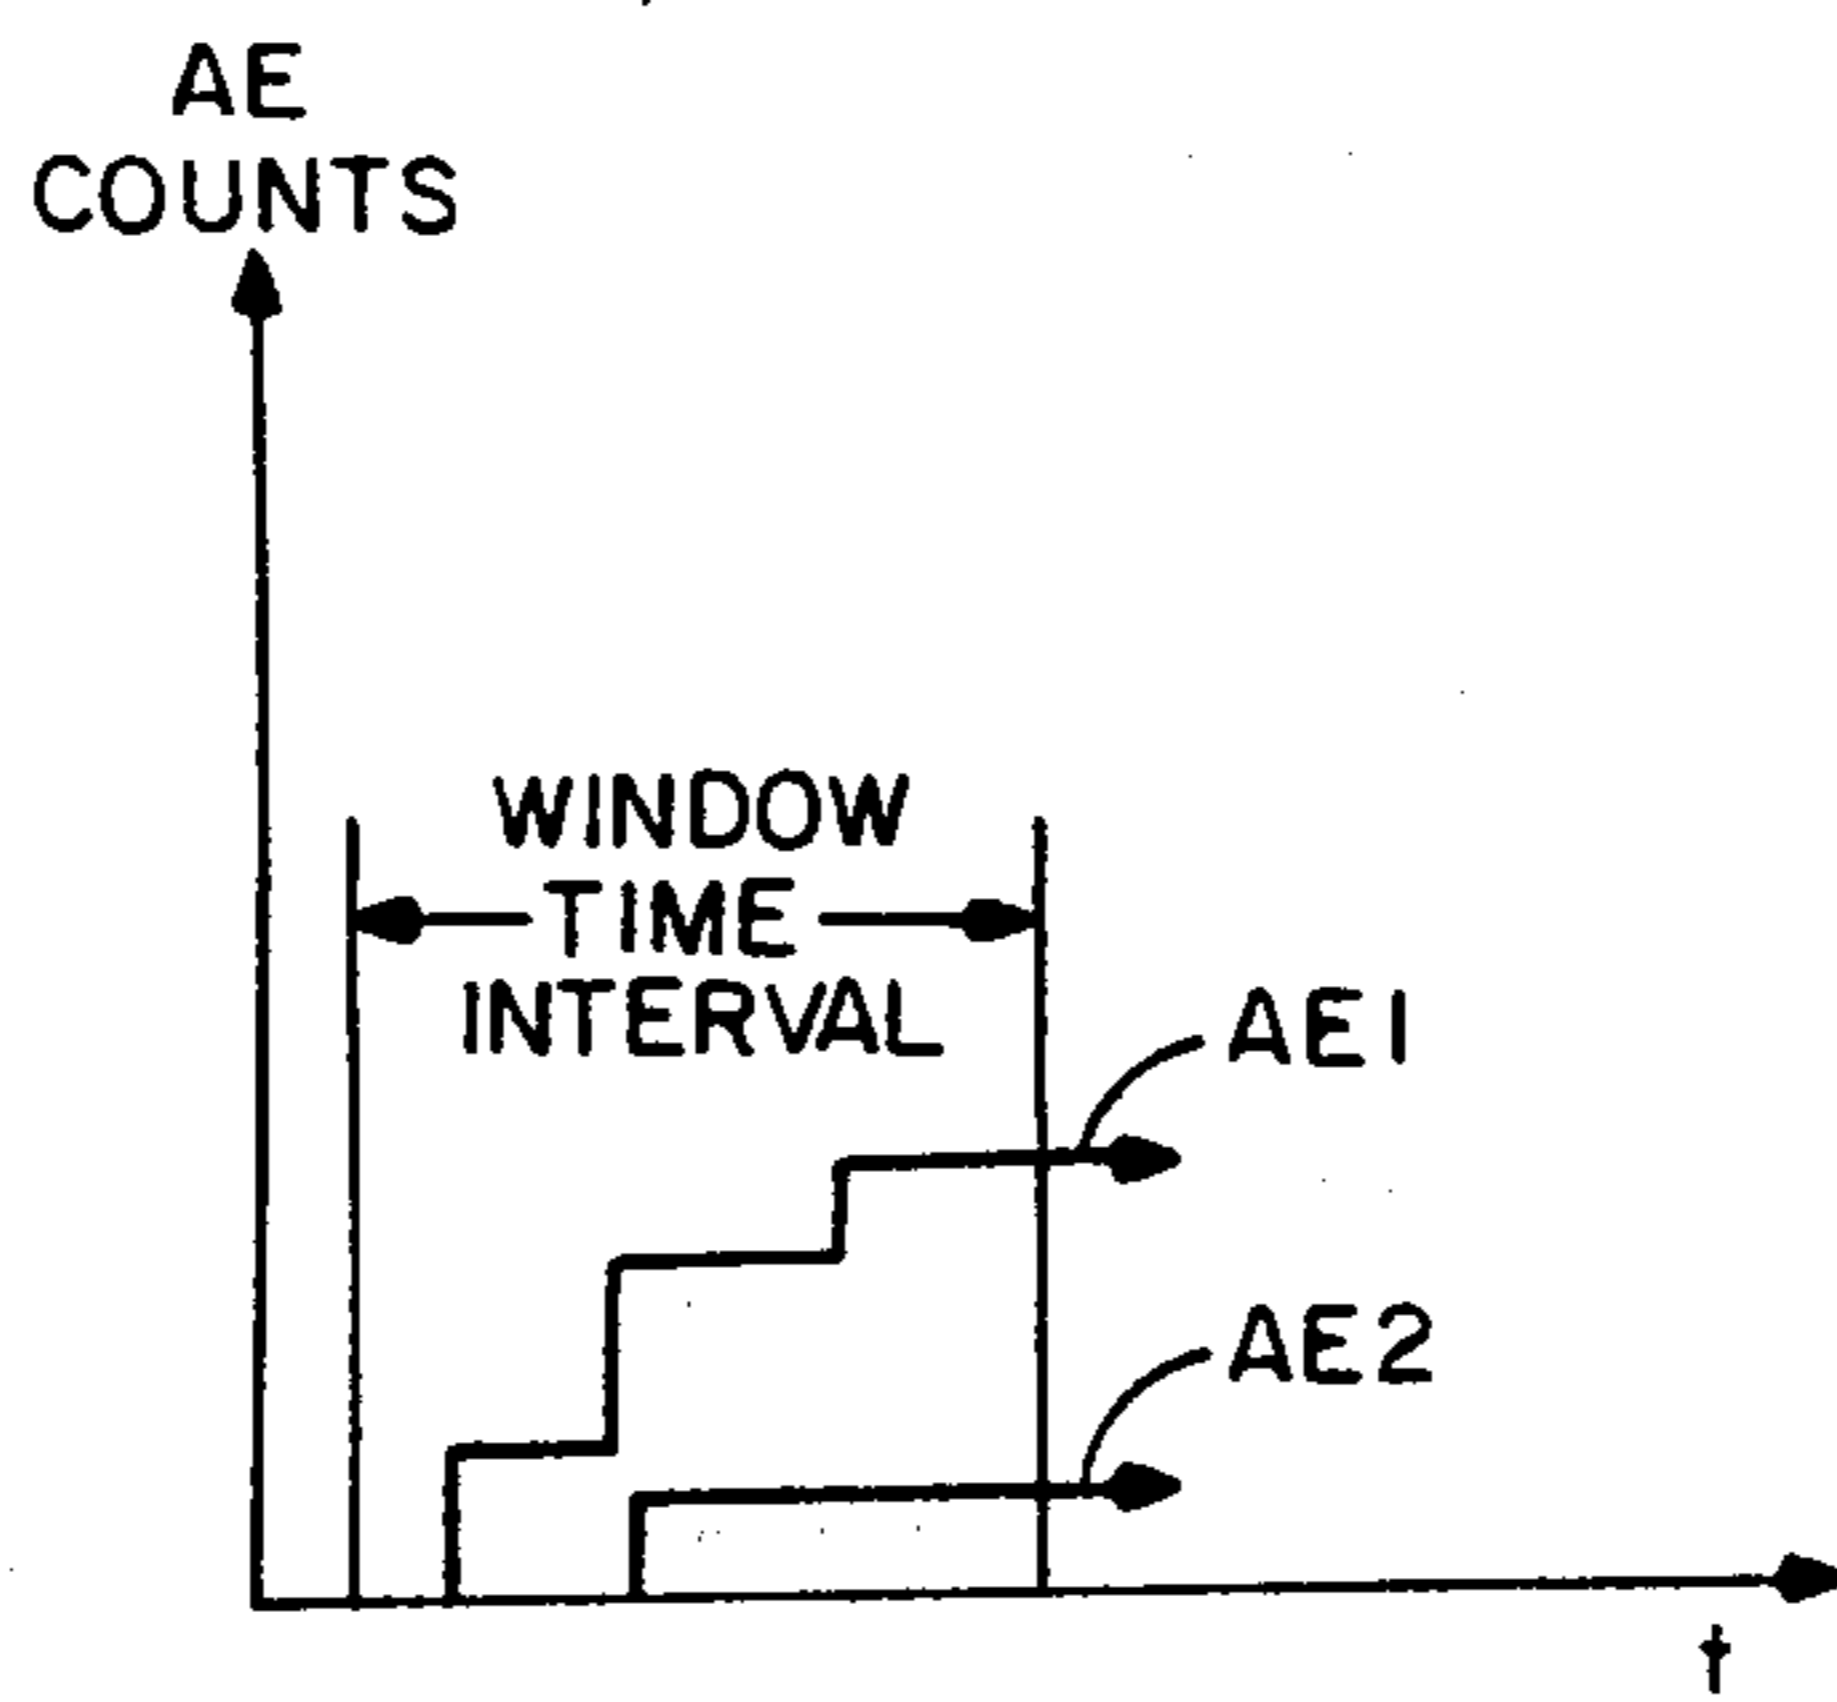 AE
COUNTS
WINDOW
TIME
INTERVAL
AE1
AE2
t